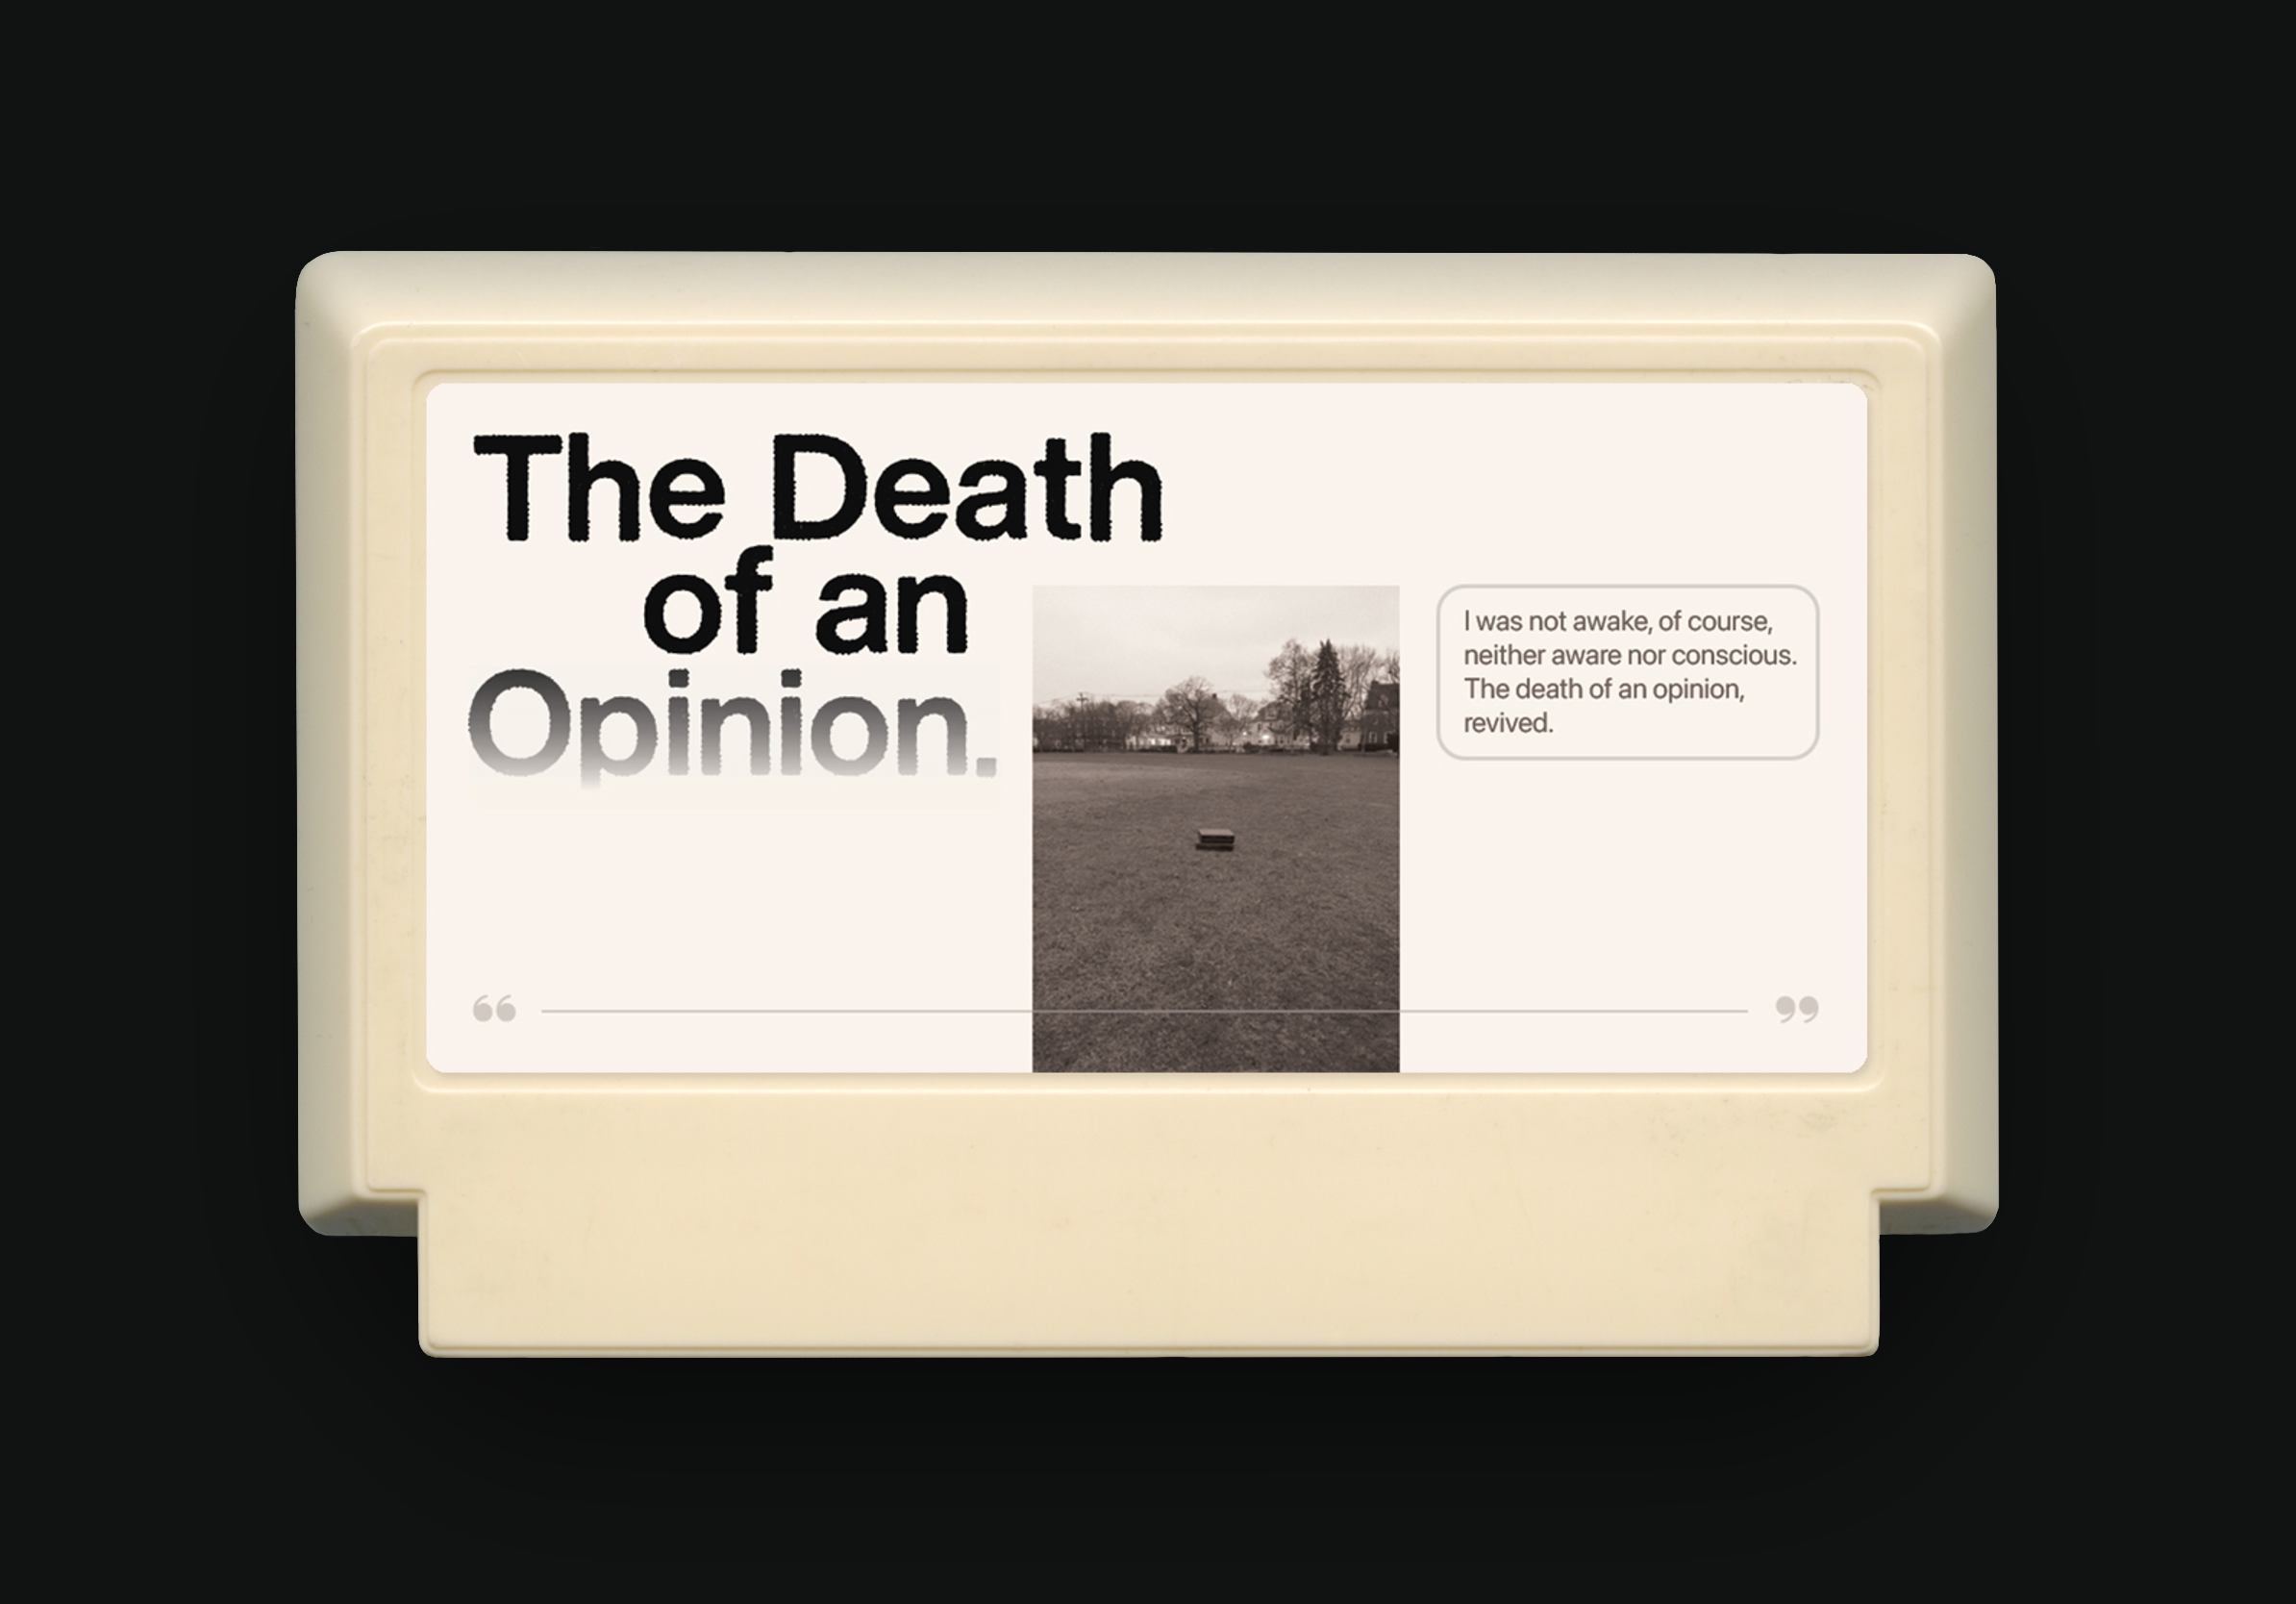 The Death
of an
Opinion.
I was not awake, of course,
neither aware nor conscious.
The death of an opinion,
revived.
“ ”